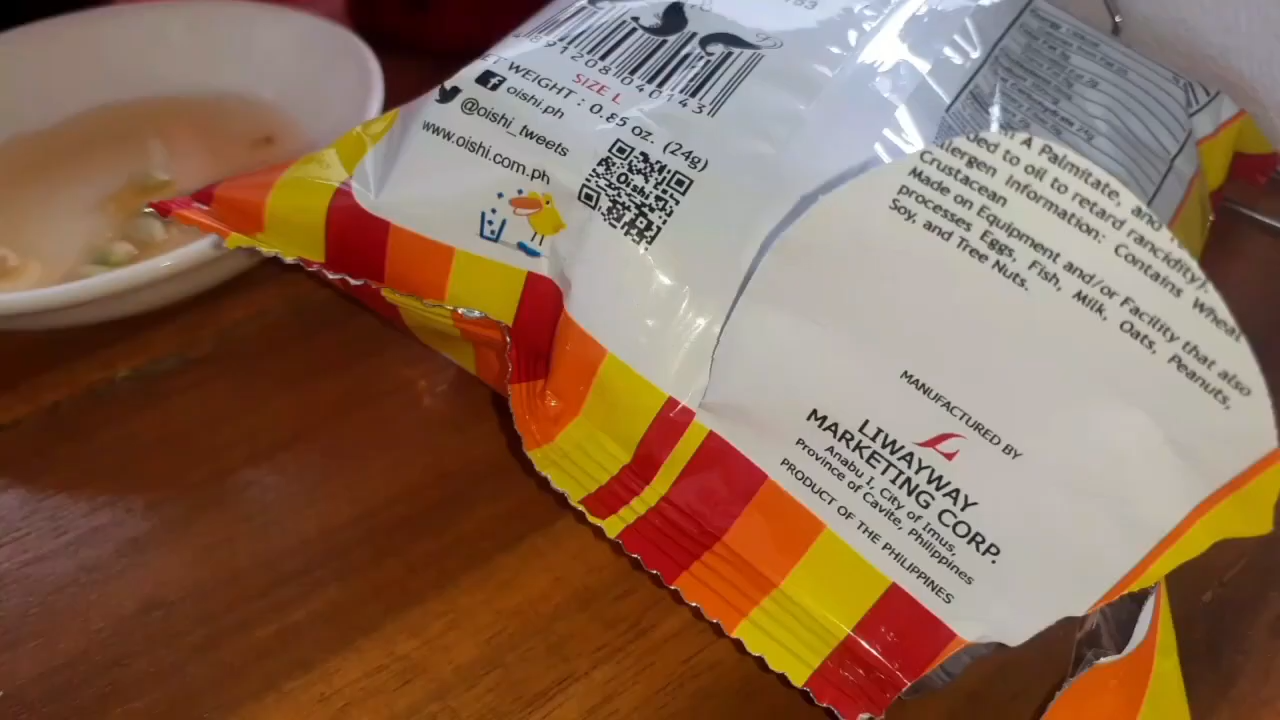 4891208040143
SIZE L
WEIGHT : 0.85 oz. (24g)
oishi.ph
@oishi_tweets
www.oishi.com.ph
Oishi
A Palmitate, and
to oil to retard rancidity).
Allergen Information: Contains Wheat
Crustacean
Made on Equipment and/or Facility that also
processes Eggs, Fish, Milk, Oats, Peanuts,
Soy, and Tree Nuts.
MANUFACTURED BY
LIWAYWAY
MARKETING CORP.
Anabu I, City of Imus,
Province of Cavite, Philippines
PRODUCT OF THE PHILIPPINES